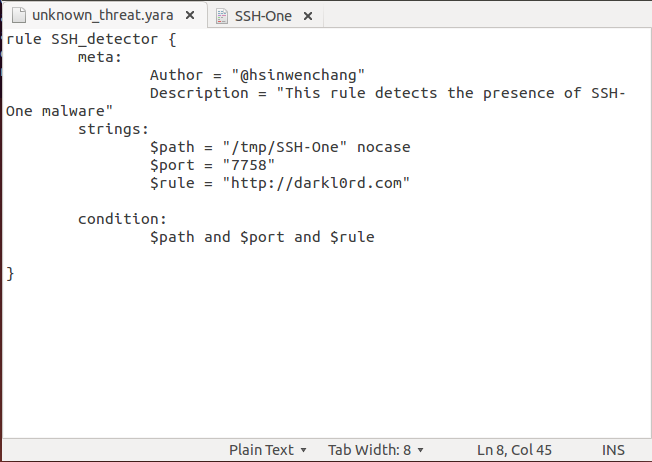 unknown_threat.yara × SSH-One ×
rule SSH_detector {
meta:
Author = "@hsinwenchang"
Description = "This rule detects the presence of SSH-
One malware"
strings:
$path = "/tmp/SSH-One" nocase
$port = "7758"
$rule = "http://darkl0rd.com"
condition:
$path and $port and $rule
}
Plain Text Tab Width: 8 Ln 8, Col 45 INS